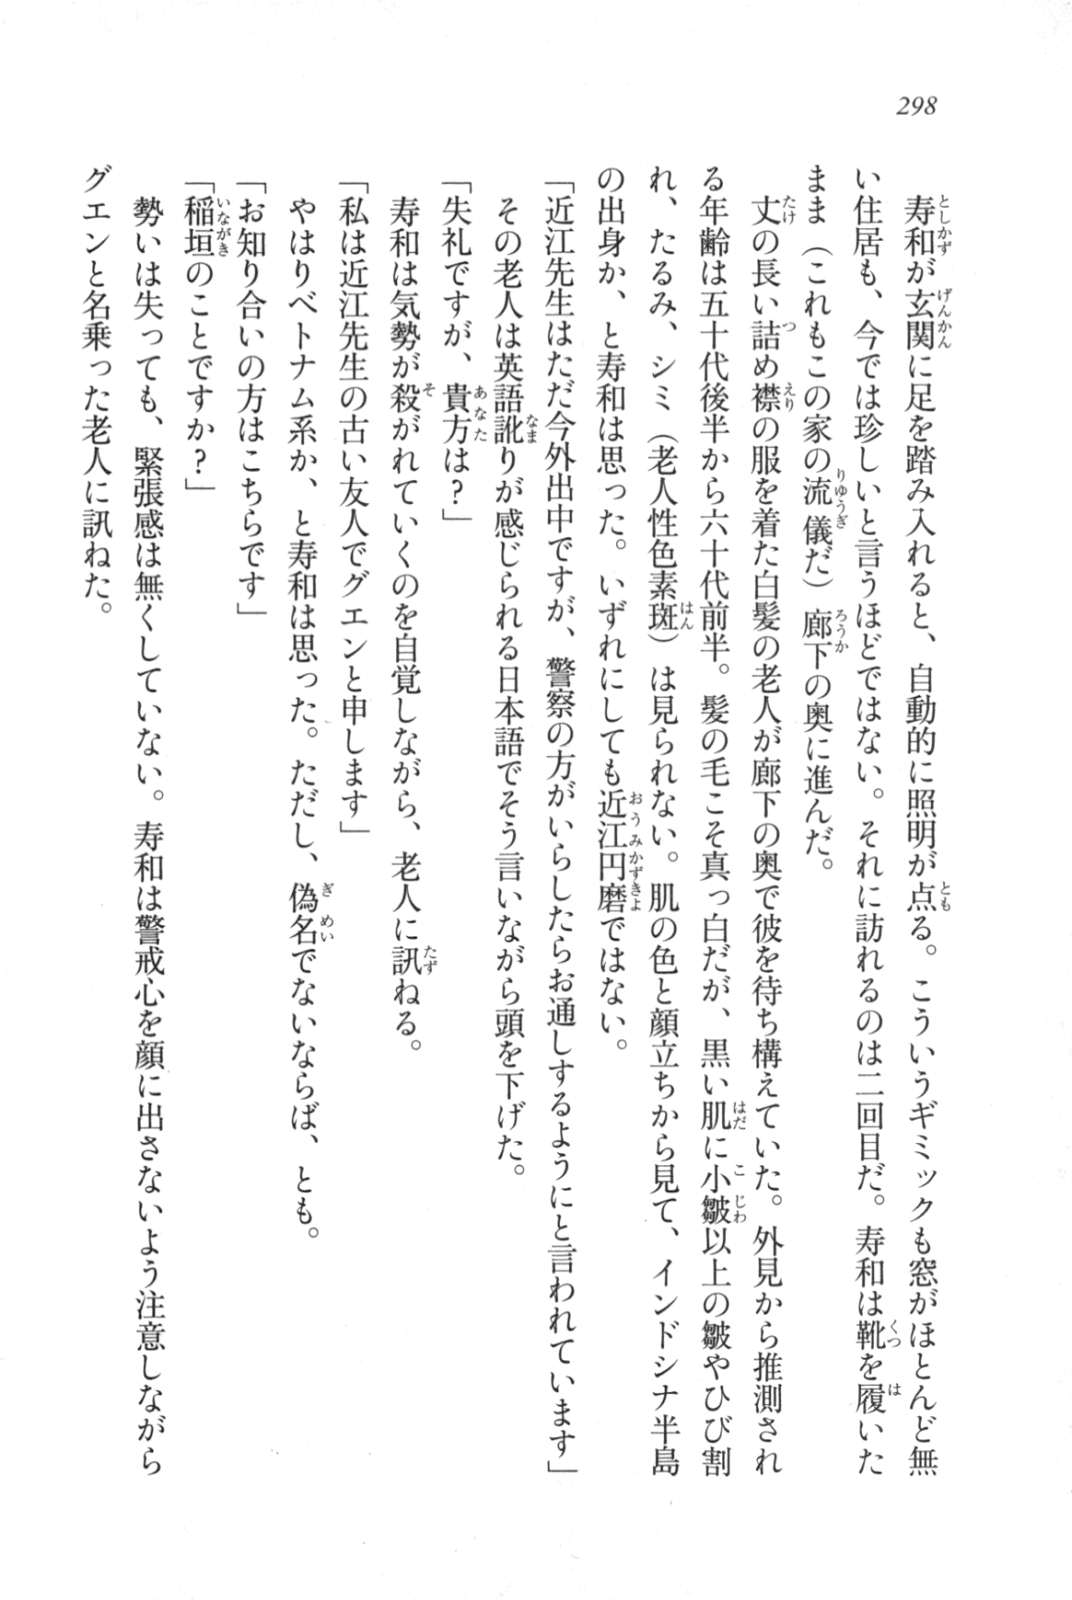 298
寿和が玄関に足を踏み入れると、自動的に照明が点る。こういうギミックも窓がほとんど無
い住居も、今では珍しいと言うほどではない。それに訪れるのは二回目だ。寿和は靴を履いた
まま（これもこの家の流儀だ）廊下の奥に進んだ。
丈の長い詰め襟の服を着た白髪の老人が廊下の奥で彼を待ち構えていた。外見から推測され
る年齢は五十代後半から六十代前半。髪の毛こそ真っ白だが、黒い肌に小皺以上の皺やひび割
れ、たるみ、シミ（老人性色素斑）は見られない。肌の色と顔立ちから見て、インドシナ半島
の出身か、と寿和は思った。いずれにしても近江円磨ではない。
「近江先生はただ今外出中ですが、警察の方がいらしたらお通しするようにと言われています」
その老人は英語訛りが感じられる日本語でそう言いながら頭を下げた。
「失礼ですが、貴方は？」
寿和は気勢が殺がれていくのを自覚しながら、老人に訊ねる。
「私は近江先生の古い友人でグエンと申します」
やはりベトナム系か、と寿和は思った。ただし、偽名でないならば、とも。
「お知り合いの方はこちらです」
「稲垣のことですか？」
勢いは失っても、緊張感は無くしていない。寿和は警戒心を顔に出さないよう注意しながら
グエンと名乗った老人に訊ねた。